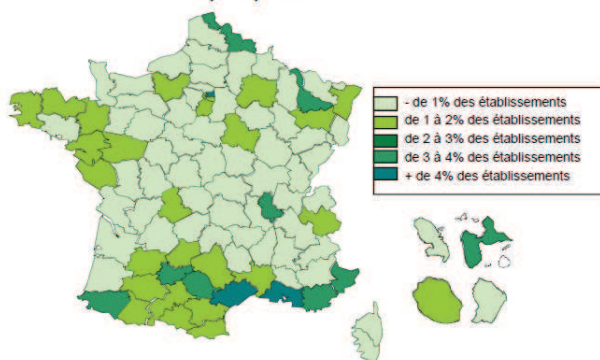 - de 1% des établissements
de 1 à 2% des établissements
de 2 à 3% des établissements
de 3 à 4% des établissements
+ de 4% des établissements